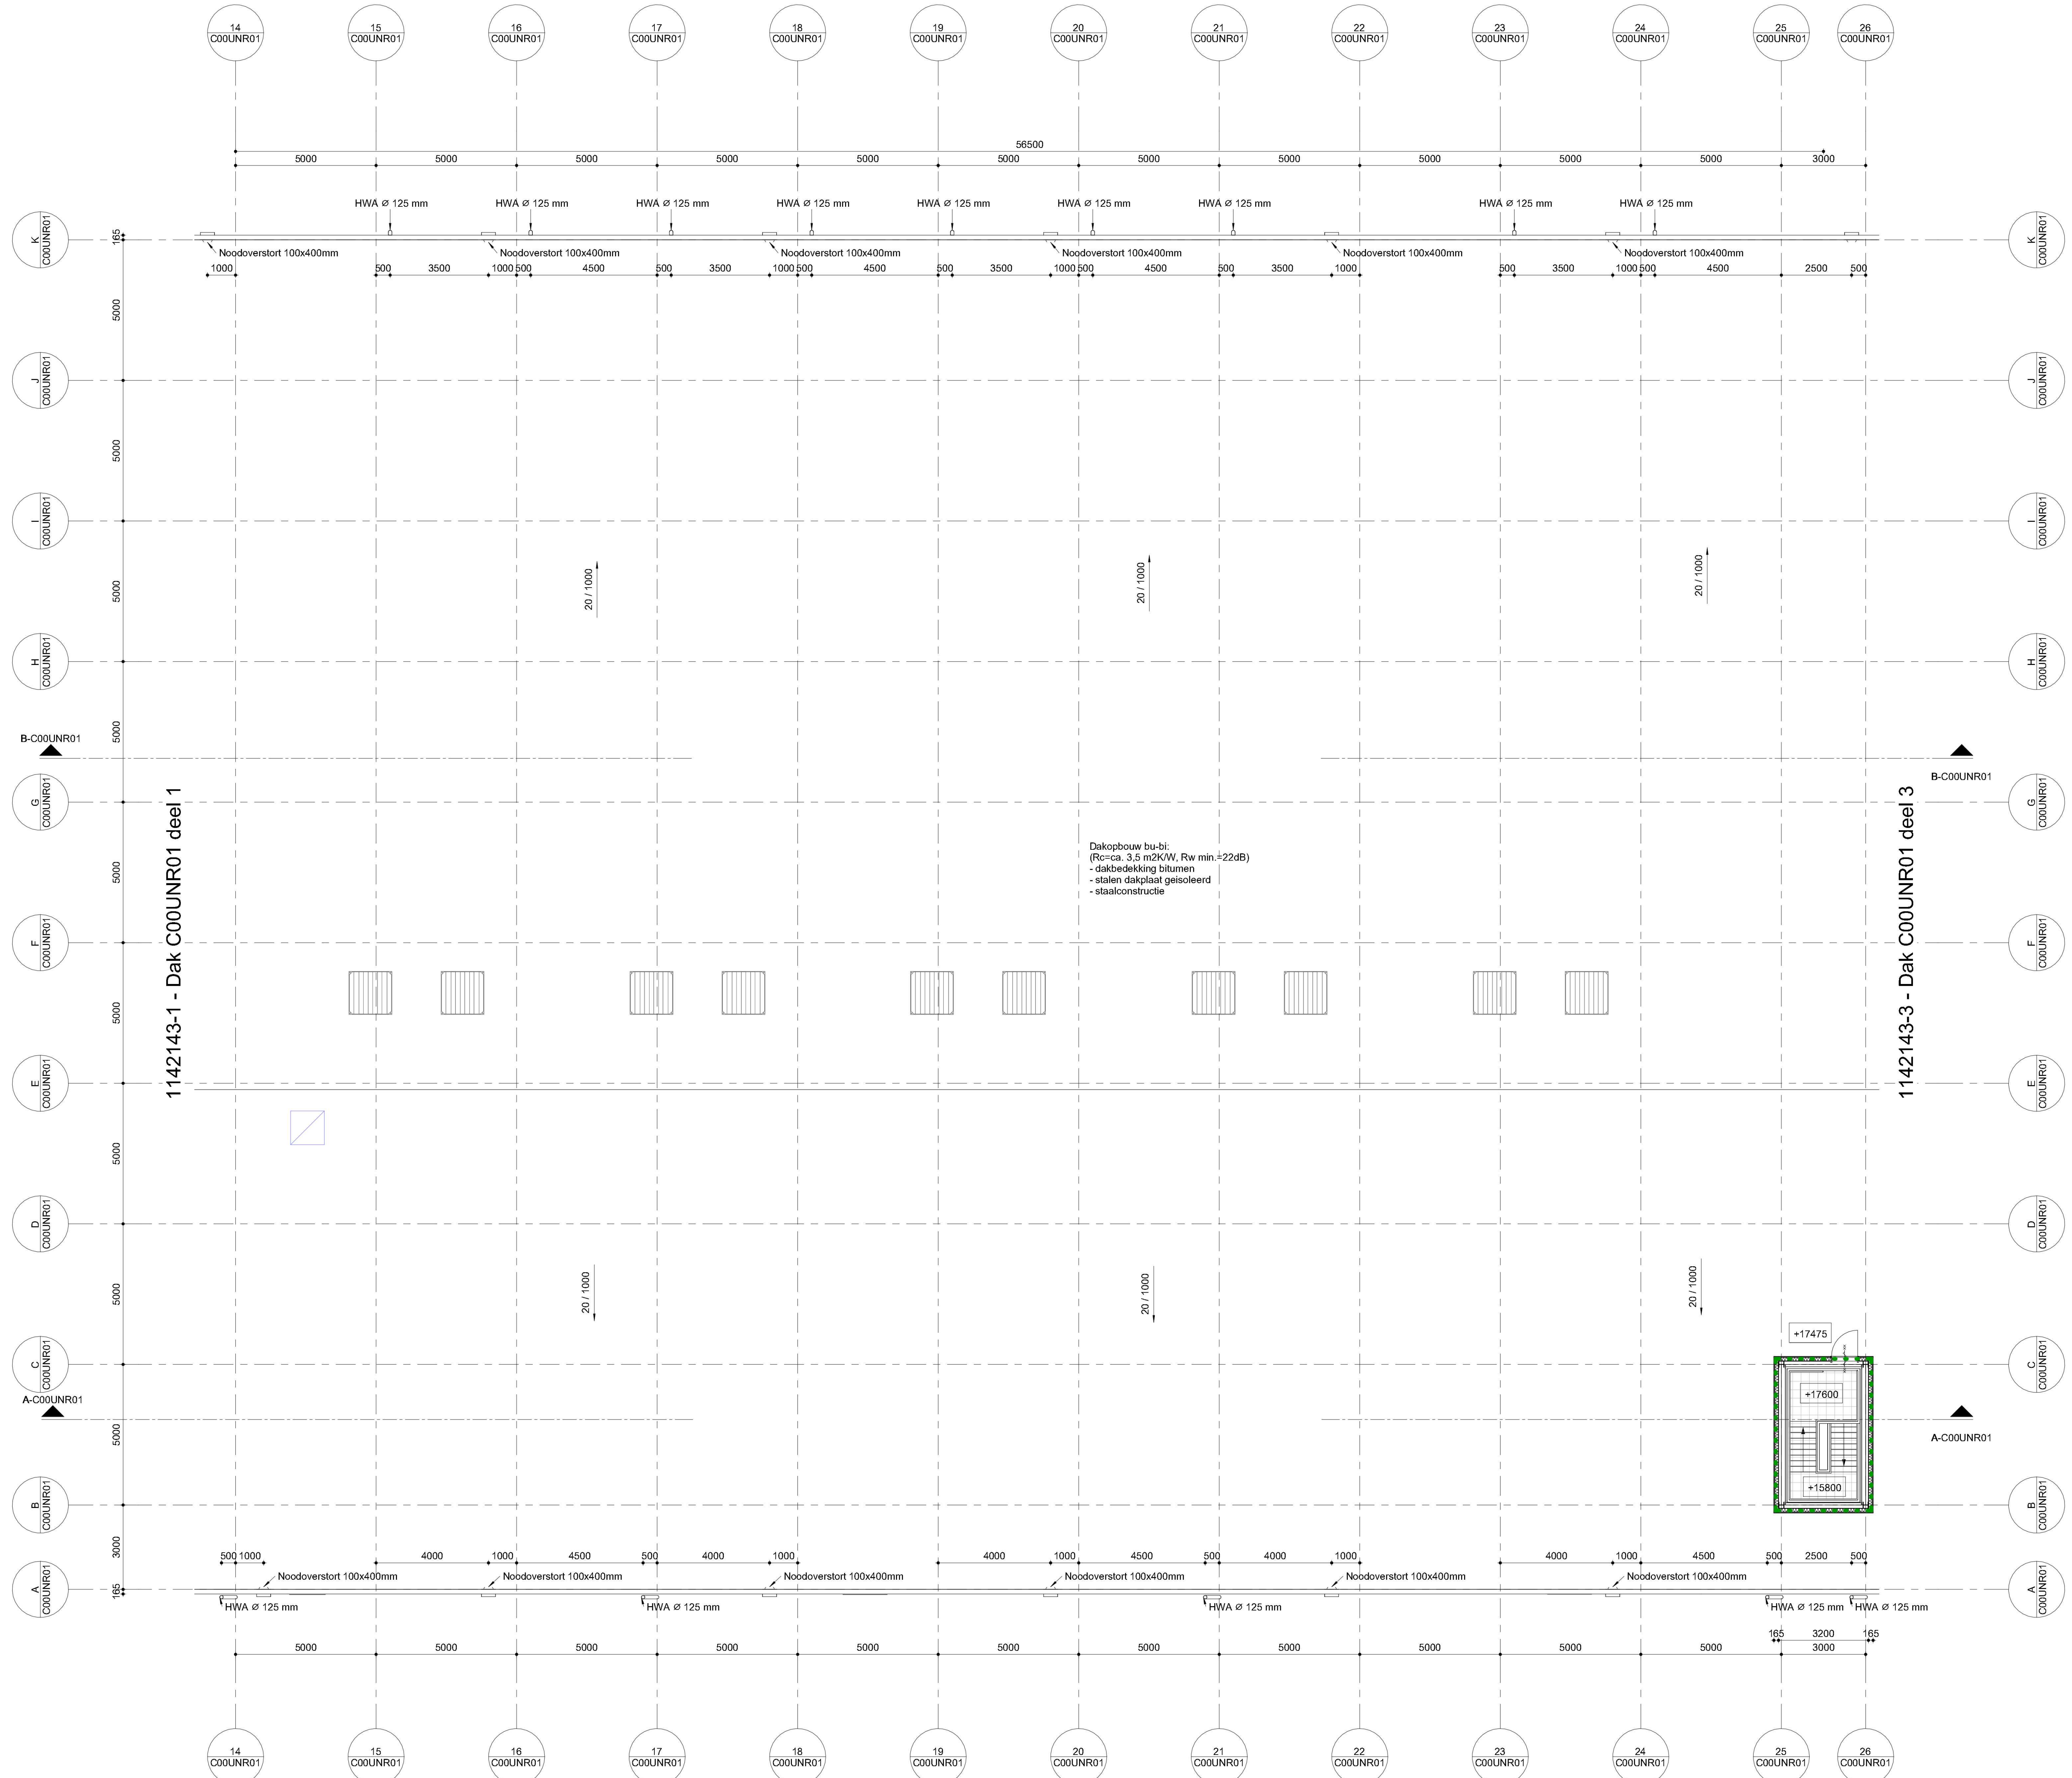 14 15 16 17 18 19 20 21 22 23 24 25 26
C00UNR01 C00UNR01 C00UNR01 C00UNR01 C00UNR01 C00UNR01 C00UNR01 C00UNR01 C00UNR01 C00UNR01 C00UNR01 C00UNR01 C00UNR01
56500
5000 5000 5000 5000 5000 5000 5000 5000 5000 5000 5000 3000
HWA Ø 125 mm HWA Ø 125 mm HWA Ø 125 mm HWA Ø 125 mm HWA Ø 125 mm HWA Ø 125 mm HWA Ø 125 mm HWA Ø 125 mm HWA Ø 125 mm
K C00UNR01 165 K C00UNR01
Noodoverstort 100x400mm Noodoverstort 100x400mm Noodoverstort 100x400mm Noodoverstort 100x400mm Noodoverstort 100x400mm Noodoverstort 100x400mm
1000 500 3500 1000 500 4500 500 3500 1000 500 4500 500 3500 1000 500 4500 500 3500 1000 500 3500 1000 500 4500 2500 500
5000
J C00UNR01 J C00UNR01
5000
I C00UNR01 I C00UNR01
5000 20 / 1000 20 / 1000 20 / 1000
H C00UNR01 H C00UNR01
5000
B-C00UNR01 B-C00UNR01
G C00UNR01 G C00UNR01
1142143-1 - Dak C00UNR01 deel 1
1142143-3 - Dak C00UNR01 deel 3
5000
Dakopbouw bu-bi:
(Rc=ca. 3,5 m2K/W, Rw min.=22dB)
- dakbedekking bitumen
- stalen dakplaat geisoleerd
- staalconstructie
F C00UNR01 F C00UNR01
5000
E C00UNR01 E C00UNR01
5000
D C00UNR01 D C00UNR01
5000 20 / 1000 20 / 1000 20 / 1000
+17475
C C00UNR01 C C00UNR01
+17600
A-C00UNR01 A-C00UNR01
5000
+15800
B C00UNR01 B C00UNR01
3000
500 1000 4000 1000 4500 500 4000 1000 4000 1000 4500 500 4000 1000 4000 1000 4500 500 2500 500
Noodoverstort 100x400mm Noodoverstort 100x400mm Noodoverstort 100x400mm Noodoverstort 100x400mm Noodoverstort 100x400mm Noodoverstort 100x400mm
A C00UNR01 165 A C00UNR01
HWA Ø 125 mm HWA Ø 125 mm HWA Ø 125 mm HWA Ø 125 mm HWA Ø 125 mm
165 3200 165
5000 5000 5000 5000 5000 5000 5000 5000 5000 5000 5000 3000
14 15 16 17 18 19 20 21 22 23 24 25 26
C00UNR01 C00UNR01 C00UNR01 C00UNR01 C00UNR01 C00UNR01 C00UNR01 C00UNR01 C00UNR01 C00UNR01 C00UNR01 C00UNR01 C00UNR01